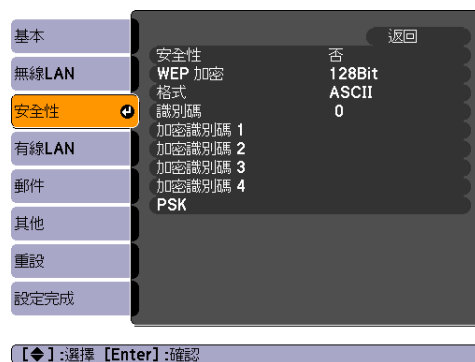 基本
無線LAN
安全性
有線LAN
郵件
其他
重設
設定完成
返回
安全性 否
WEP 加密 128Bit
格式 ASCII
識別碼 0
加密識別碼 1
加密識別碼 2
加密識別碼 3
加密識別碼 4
PSK
[◆] :選擇 [Enter] :確認